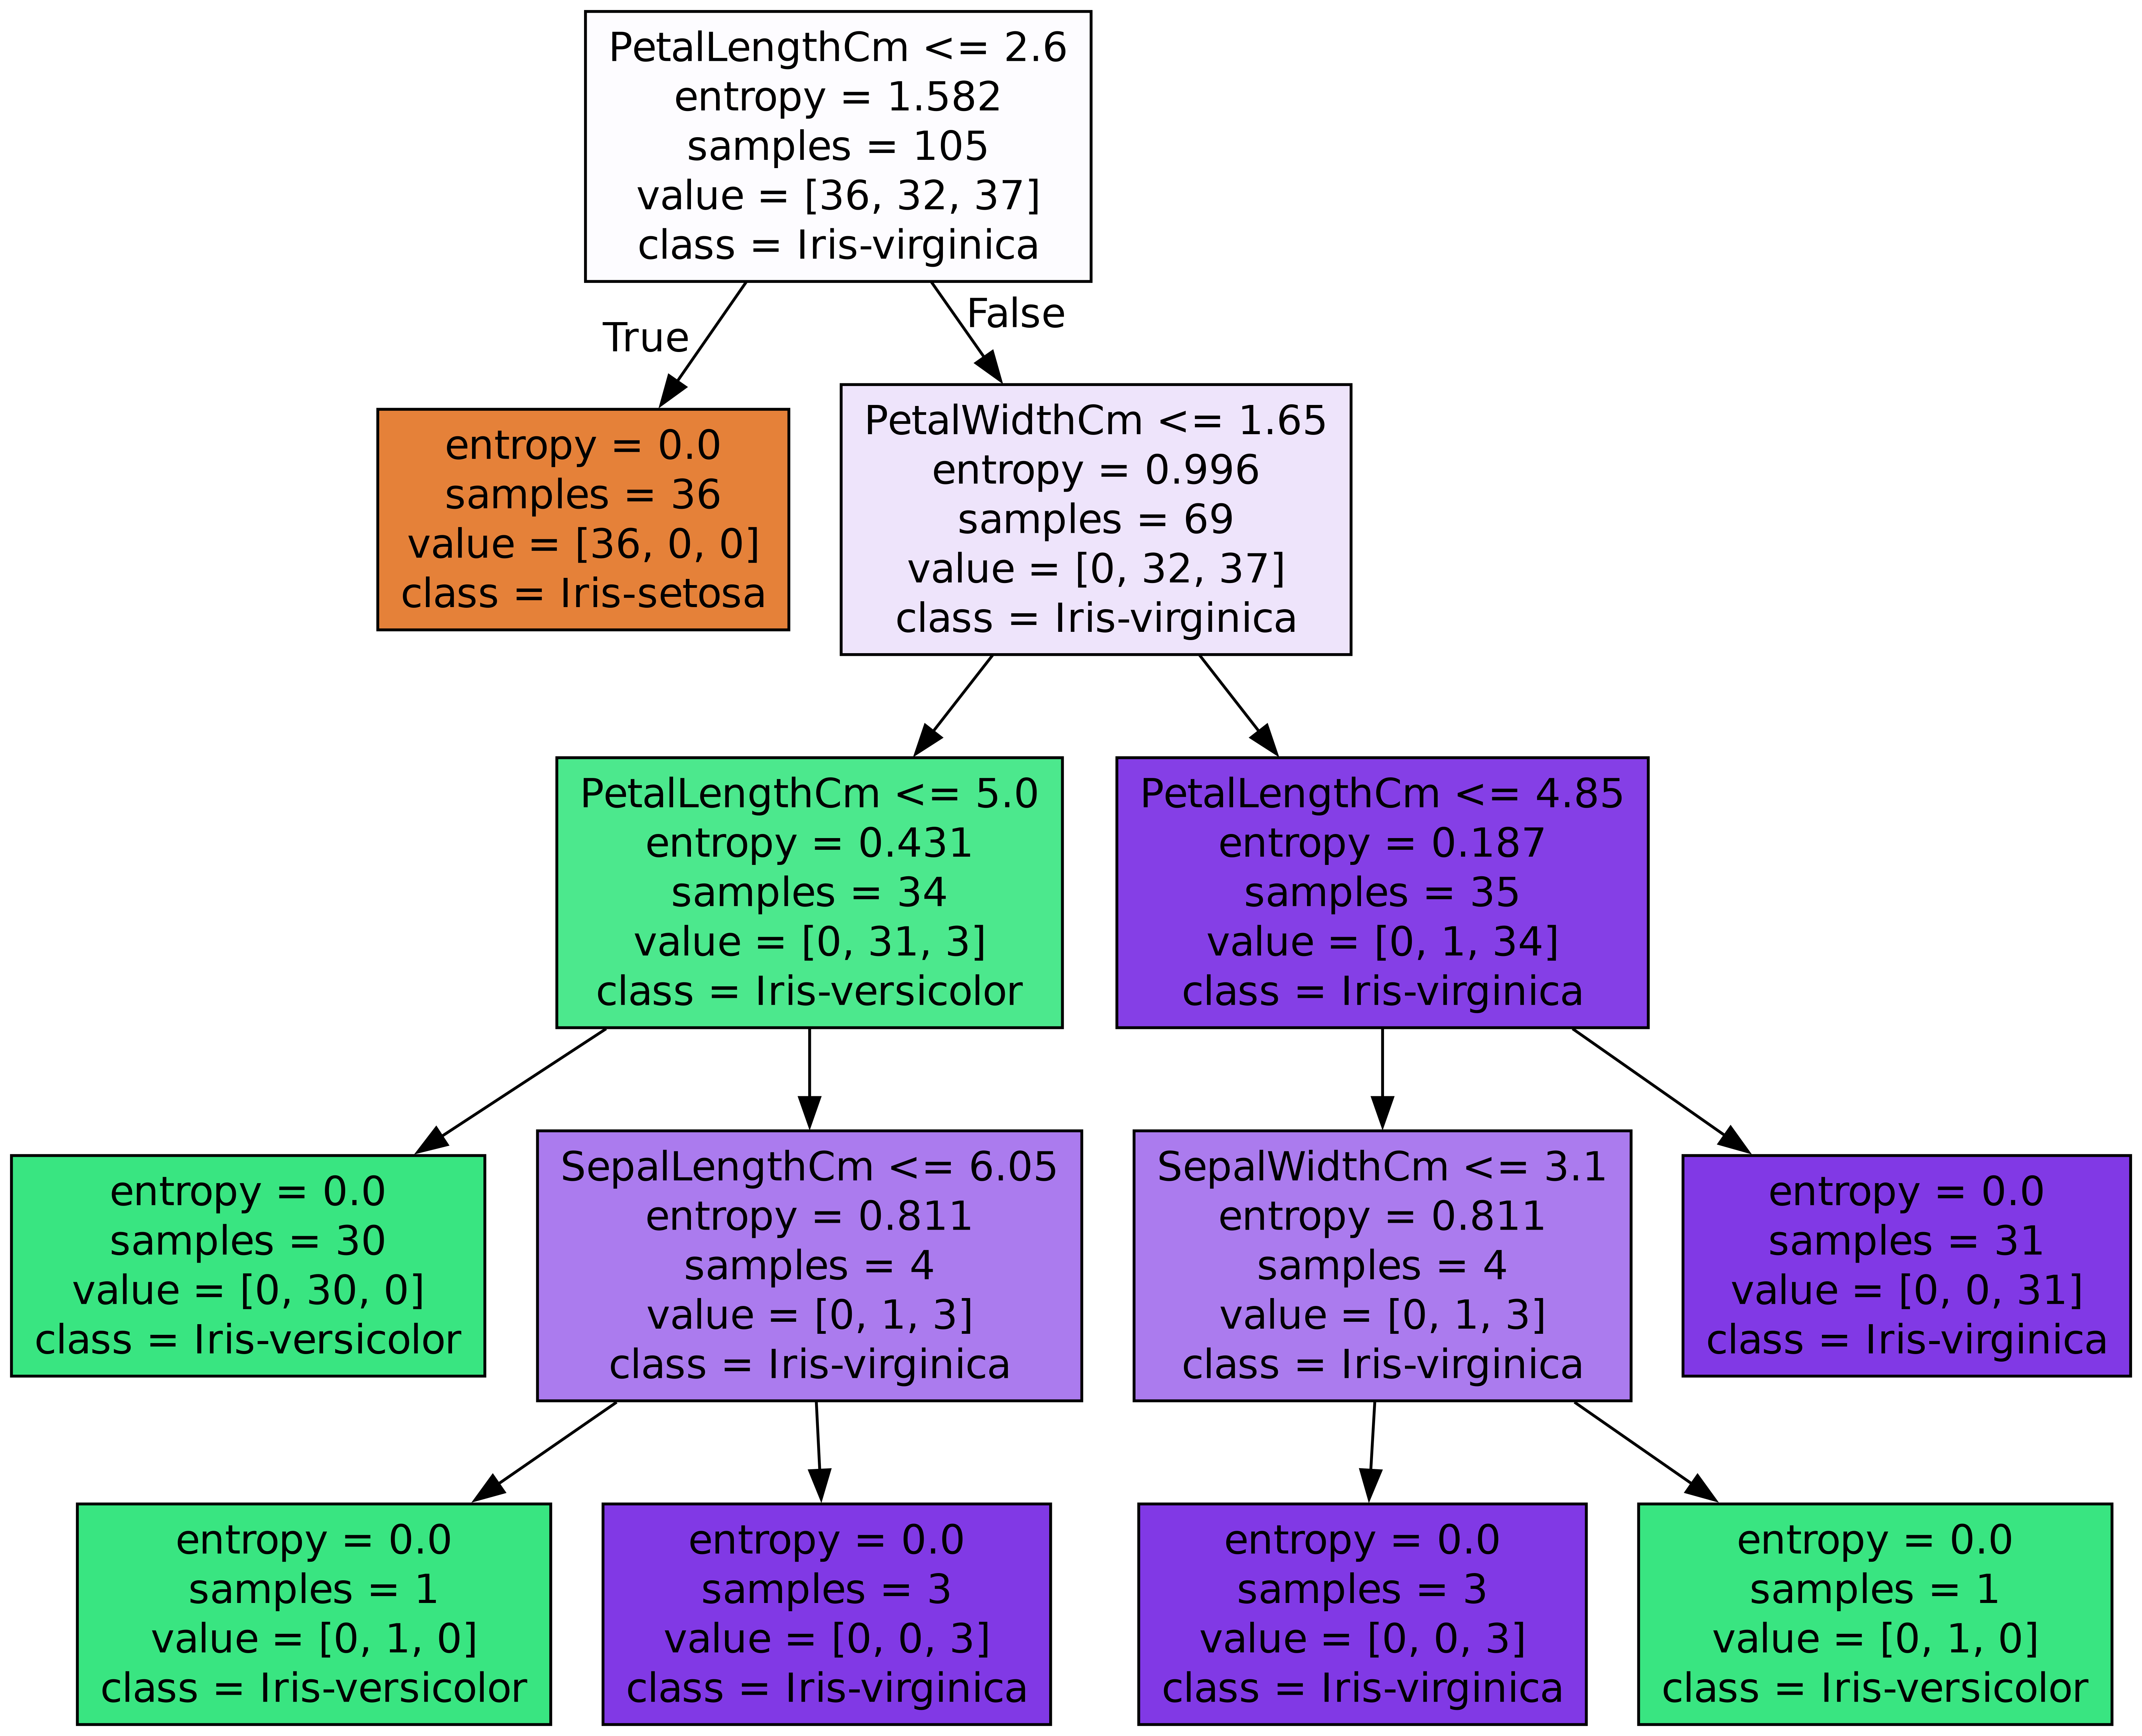 PetalLengthCm <= 2.6
entropy = 1.582
samples = 105
value = [36, 32, 37]
class = Iris-virginica
True
False
entropy = 0.0
samples = 36
value = [36, 0, 0]
class = Iris-setosa
PetalWidthCm <= 1.65
entropy = 0.996
samples = 69
value = [0, 32, 37]
class = Iris-virginica
PetalLengthCm <= 5.0
entropy = 0.431
samples = 34
value = [0, 31, 3]
class = Iris-versicolor
PetalLengthCm <= 4.85
entropy = 0.187
samples = 35
value = [0, 1, 34]
class = Iris-virginica
entropy = 0.0
samples = 30
value = [0, 30, 0]
class = Iris-versicolor
SepalLengthCm <= 6.05
entropy = 0.811
samples = 4
value = [0, 1, 3]
class = Iris-virginica
SepalWidthCm <= 3.1
entropy = 0.811
samples = 4
value = [0, 1, 3]
class = Iris-virginica
entropy = 0.0
samples = 31
value = [0, 0, 31]
class = Iris-virginica
entropy = 0.0
samples = 1
value = [0, 1, 0]
class = Iris-versicolor
entropy = 0.0
samples = 3
value = [0, 0, 3]
class = Iris-virginica
entropy = 0.0
samples = 3
value = [0, 0, 3]
class = Iris-virginica
entropy = 0.0
samples = 1
value = [0, 1, 0]
class = Iris-versicolor